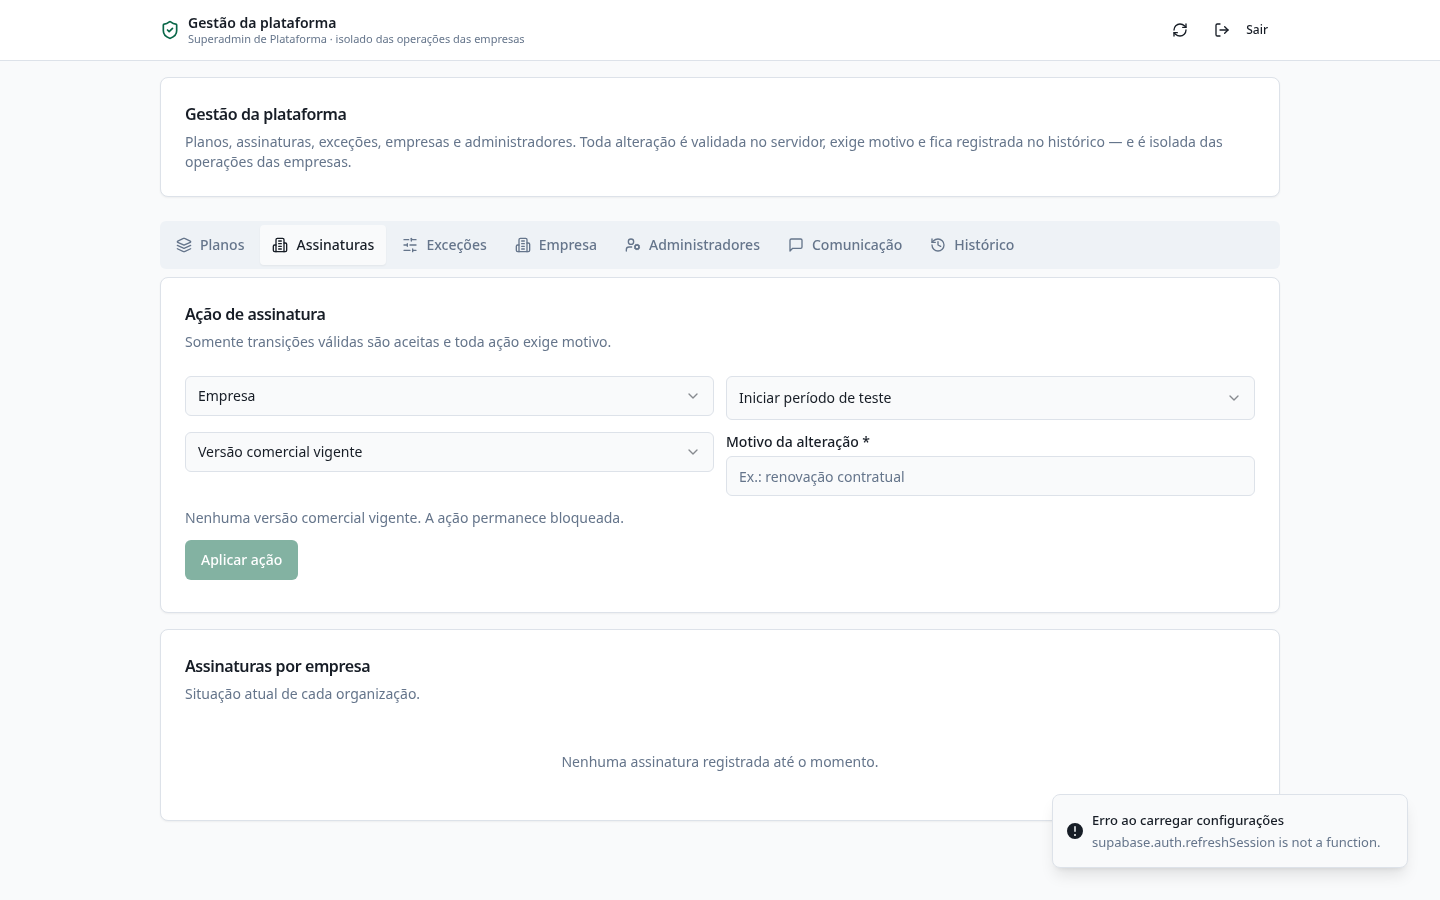 Gestão da plataforma
Superadmin de Plataforma · isolado das operações das empresas
Sair
Gestão da plataforma
Planos, assinaturas, exceções, empresas e administradores. Toda alteração é validada no servidor, exige motivo e fica registrada no histórico — e é isolada das
operações das empresas.
Planos
Assinaturas
Exceções
Empresa
Administradores
Comunicação
Histórico
Ação de assinatura
Somente transições válidas são aceitas e toda ação exige motivo.
Empresa
Iniciar período de teste
Versão comercial vigente
Motivo da alteração *
Ex.: renovação contratual
Nenhuma versão comercial vigente. A ação permanece bloqueada.
Aplicar ação
Assinaturas por empresa
Situação atual de cada organização.
Nenhuma assinatura registrada até o momento.
Erro ao carregar configurações
supabase.auth.refreshSession is not a function.